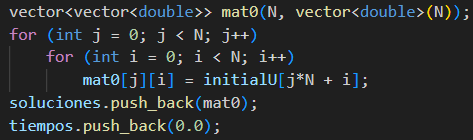 vector<vector<double>> mat0(N, vector<double>(N));
for (int j = 0; j < N; j++)
    for (int i = 0; i < N; i++)
        mat0[j][i] = initialU[j*N + i];
soluciones.push_back(mat0);
tiempos.push_back(0.0);